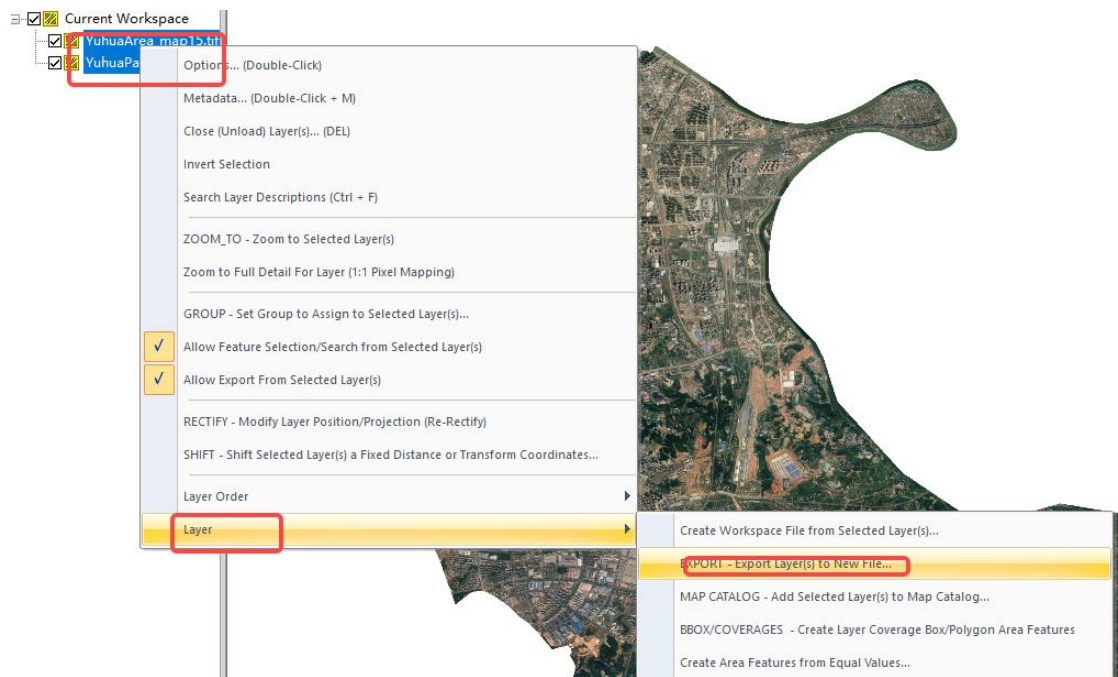 Current Workspace
YuhuaArea_map15.tif
YuhuaPa
Options... (Double-Click)
Metadata... (Double-Click + M)
Close (Unload) Layer(s)... (DEL)
Invert Selection
Search Layer Descriptions (Ctrl + F)
ZOOM_TO - Zoom to Selected Layer(s)
Zoom to Full Detail For Layer (1:1 Pixel Mapping)
GROUP - Set Group to Assign to Selected Layer(s)...
Allow Feature Selection/Search from Selected Layer(s)
Allow Export From Selected Layer(s)
RECTIFY - Modify Layer Position/Projection (Re-Rectify)
SHIFT - Shift Selected Layer(s) a Fixed Distance or Transform Coordinates...
Layer Order
Layer
Create Workspace File from Selected Layer(s)...
EXPORT - Export Layer(s) to New File...
MAP CATALOG - Add Selected Layer(s) to Map Catalog...
BBOX/COVERAGES - Create Layer Coverage Box/Polygon Area Features
Create Area Features from Equal Values...